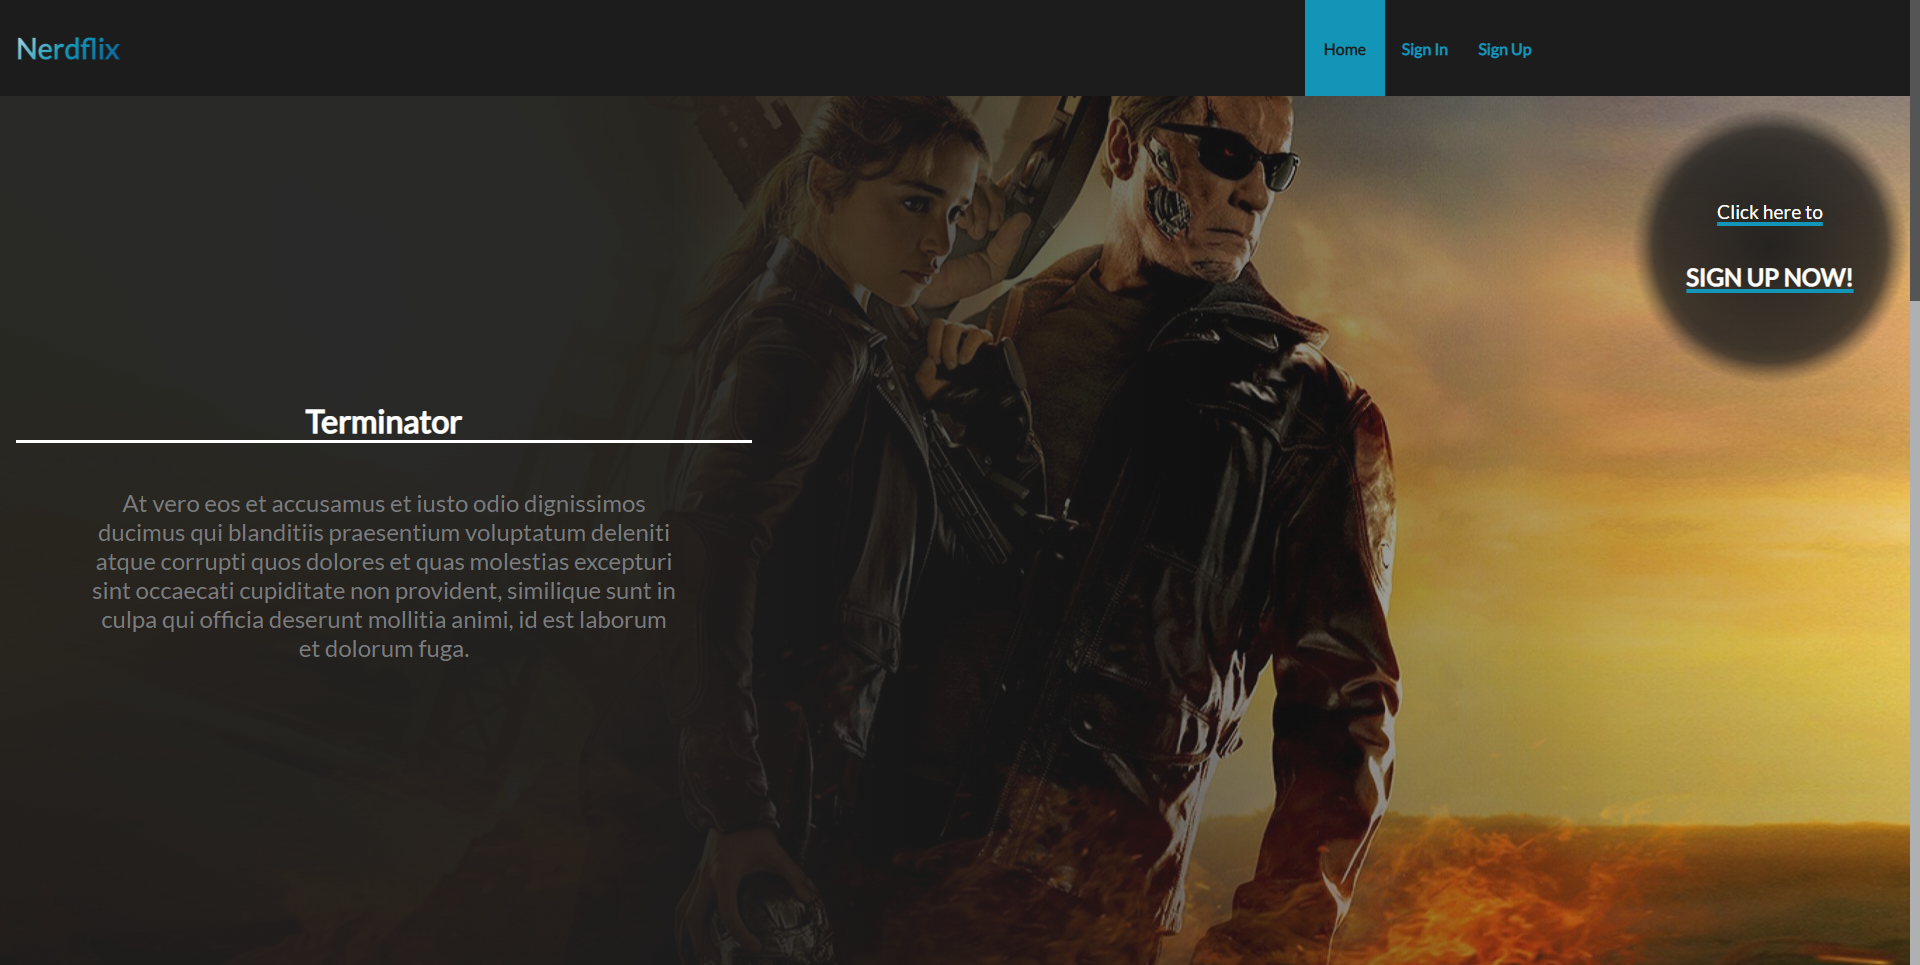 Nerdflix
Home
Sign In
Sign Up
Click here to
SIGN UP NOW!
Terminator
At vero eos et accusamus et iusto odio dignissimos
ducimus qui blanditiis praesentium voluptatum deleniti
atque corrupti quos dolores et quas molestias excepturi
sint occaecati cupiditate non provident, similique sunt in
culpa qui officia deserunt mollitia animi, id est laborum
et dolorum fuga.